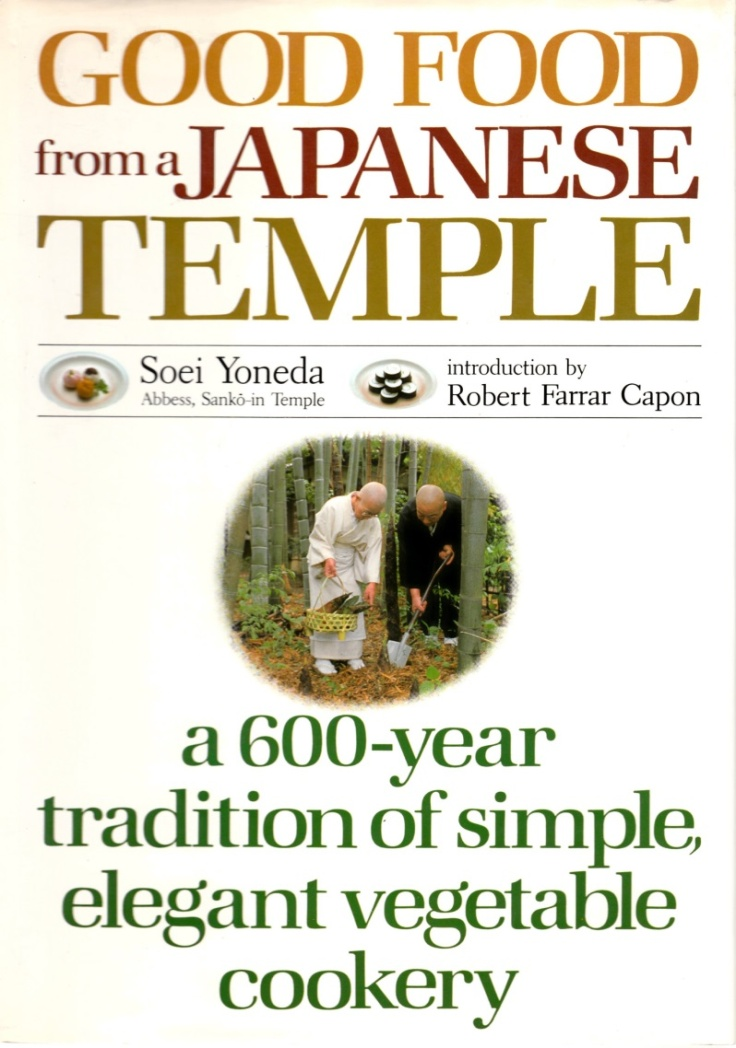 GOOD FOOD
from a JAPANESE
TEMPLE
Soei Yoneda
Abbess, Sankō-in Temple
introduction by
Robert Farrar Capon
a 600-year
tradition of simple,
elegant vegetable
cookery